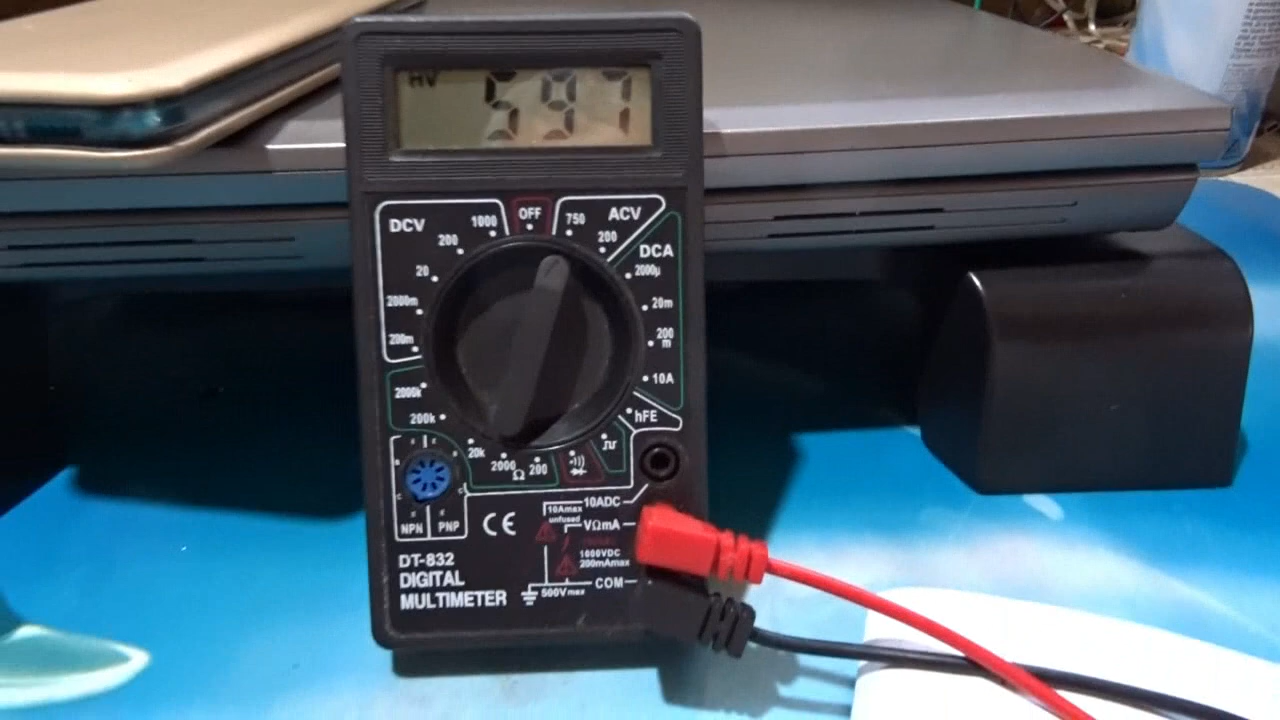 HV 597
DCV 1000 OFF 750 ACV
200 200
DCA
20 2000µ
2000m 20m
200m 200m
2000k 10A
200k hFE
20k 2000 Ω 200
10ADC
10Amax
unfused
VΩmA
1000VDC
200mAmax
COM
500Vmax
NPN PNP
CE
DT-832
DIGITAL
MULTIMETER